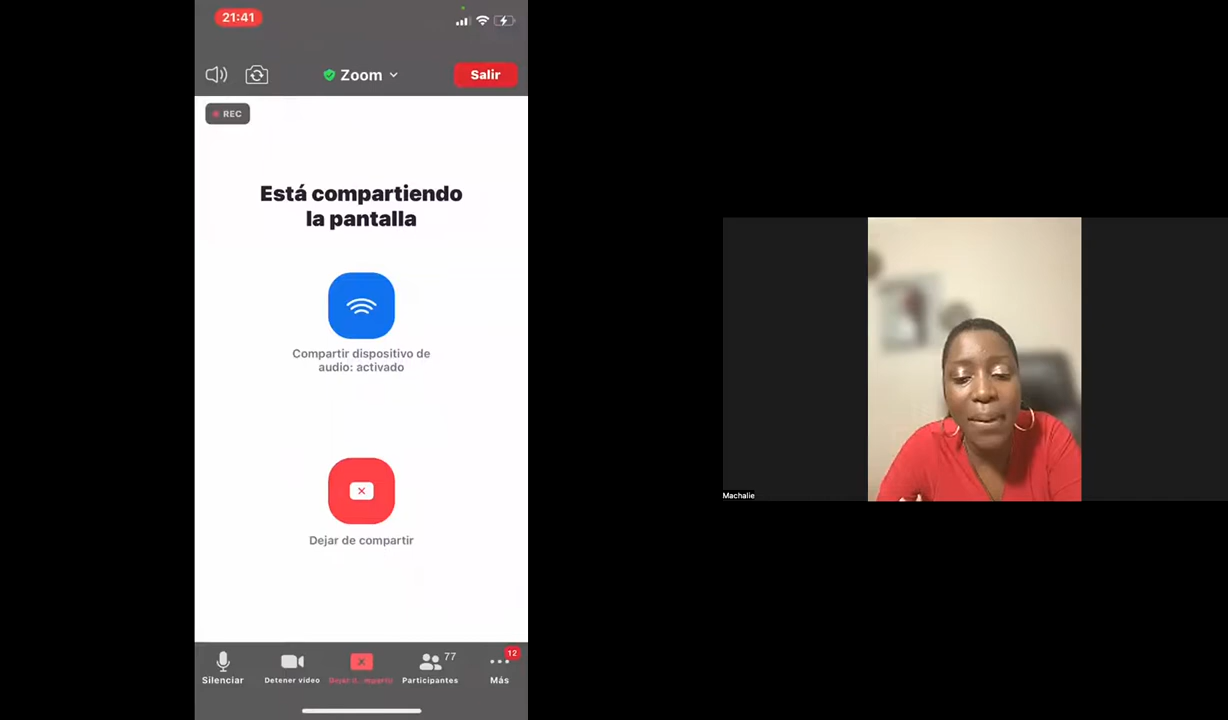 21:41
Zoom
Salir
REC
Está compartiendo
la pantalla
Compartir dispositivo de
audio: activado
Dejar de compartir
Machalie
77
12
Silenciar
Detener video
Participantes
Más